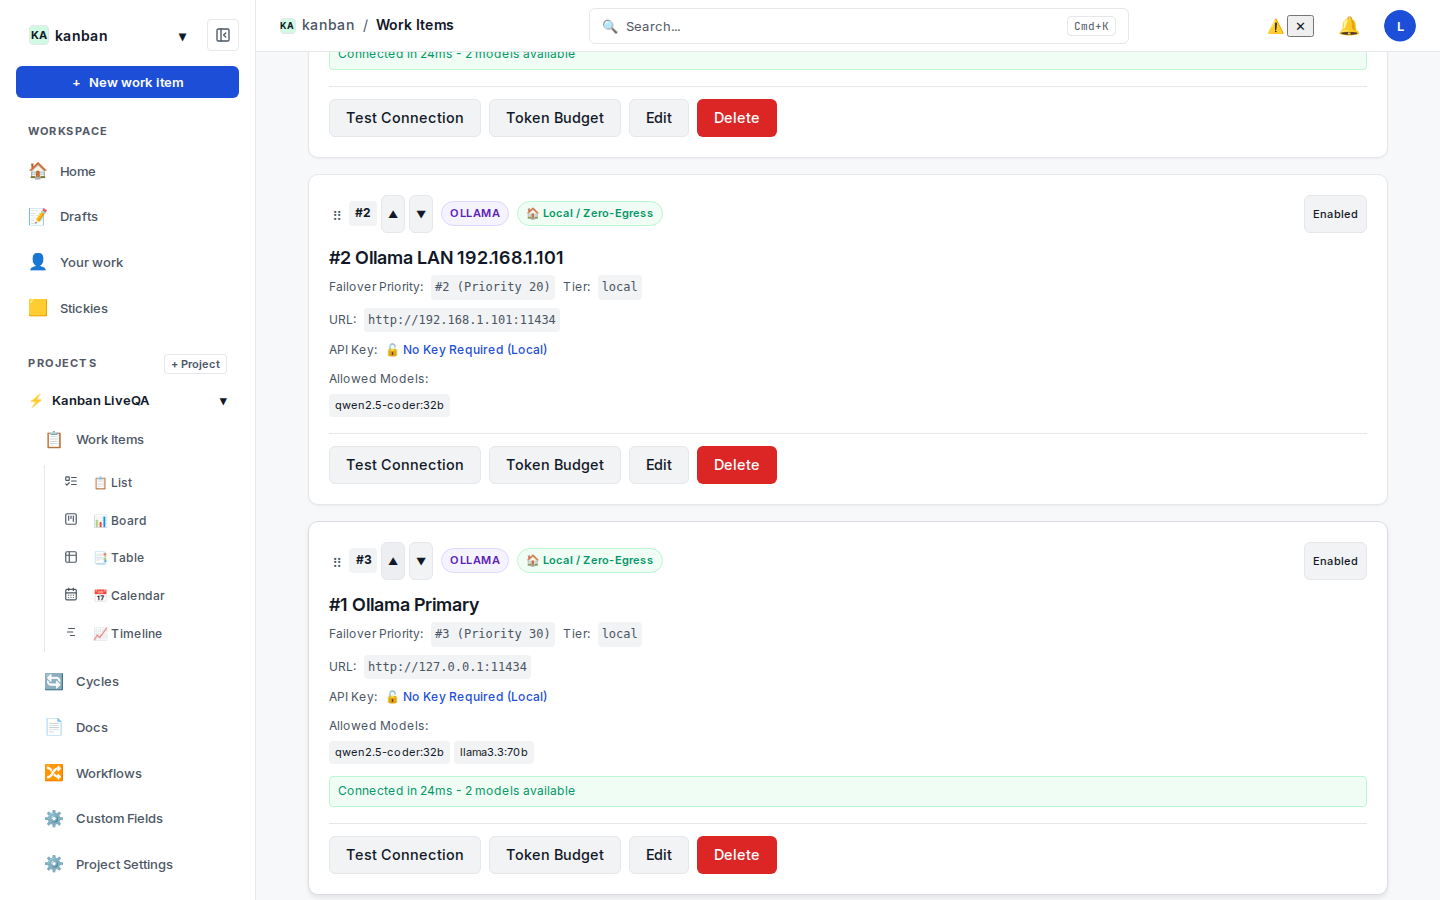 KA kanban ▼
+ New work item
WORKSPACE
Home
Drafts
Your work
Stickies
PROJECTS + Project
Kanban LiveQA ▼
Work Items
List
Board
Table
Calendar
Timeline
Cycles
Docs
Workflows
Custom Fields
Project Settings
KA kanban / Work Items
Search... Cmd+K
✕
L
Connected in 24ms - 2 models available
Test Connection Token Budget Edit Delete
#2 ▲ ▼ OLLAMA Local / Zero-Egress Enabled
#2 Ollama LAN 192.168.1.101
Failover Priority: #2 (Priority 20) Tier: local
URL: http://192.168.1.101:11434
API Key: No Key Required (Local)
Allowed Models:
qwen2.5-coder:32b
Test Connection Token Budget Edit Delete
#3 ▲ ▼ OLLAMA Local / Zero-Egress Enabled
#1 Ollama Primary
Failover Priority: #3 (Priority 30) Tier: local
URL: http://127.0.0.1:11434
API Key: No Key Required (Local)
Allowed Models:
qwen2.5-coder:32b llama3.3:70b
Connected in 24ms - 2 models available
Test Connection Token Budget Edit Delete